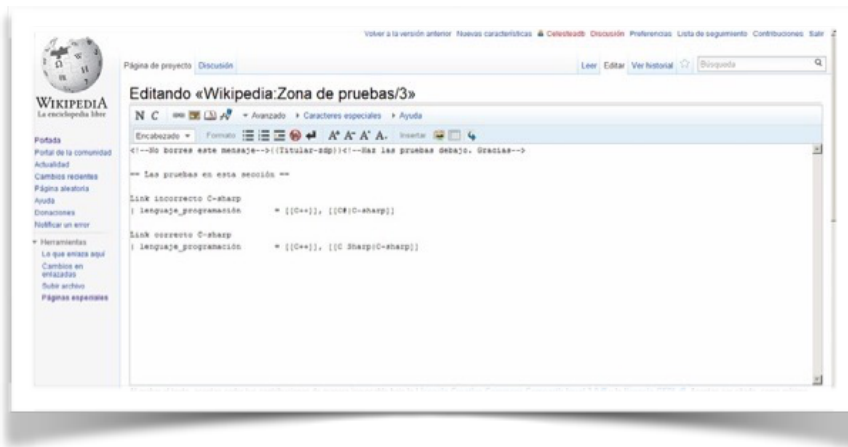 Volver a la versión anterior Nuevas características Celesteadb Discusión Preferencias Lista de seguimiento Contribuciones Salir
WIKIPEDIA
La enciclopedia libre
Página de proyecto Discusión
Leer Editar Ver historial Búsqueda
Editando «Wikipedia:Zona de pruebas/3»
N C Avanzado Caracteres especiales Ayuda
Encabezado Formato Insertar
<!--No borres este mensaje-->{{Titular-zdp}}<!--Haz las pruebas debajo. Gracias-->
== Las pruebas en esta sección ==
Link incorrecto C-sharp
| lenguaje_programación = [[C++]], [[C#|C-sharp]]
Link correcto C-sharp
| lenguaje_programación = [[C++]], [[C Sharp|C-sharp]]
Portada
Portal de la comunidad
Actualidad
Cambios recientes
Página aleatoria
Ayuda
Donaciones
Notificar un error
Herramientas
Lo que enlaza aquí
Cambios en
enlazadas
Subir archivo
Páginas especiales